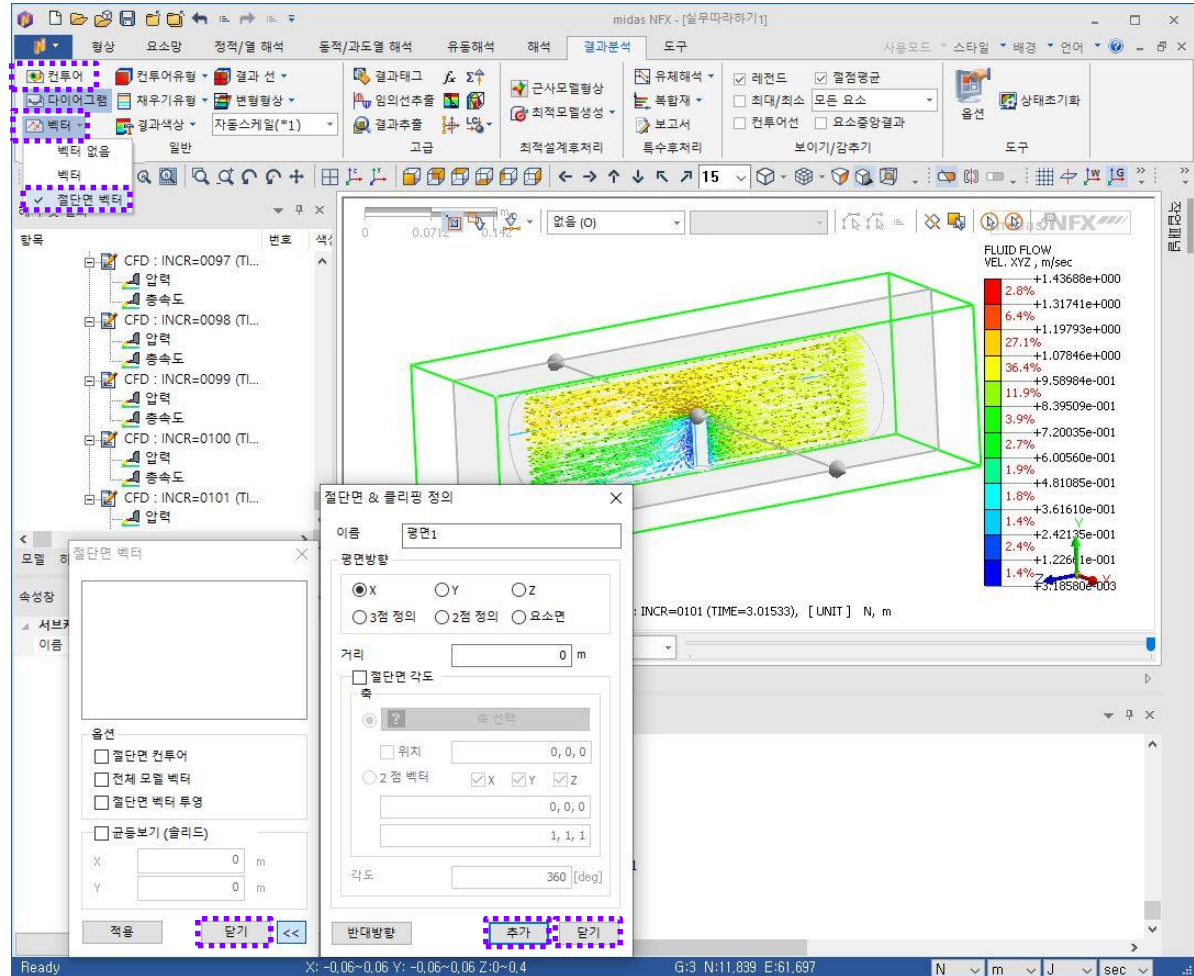 midas NFX - [실무따라하기1]
형상 요소망 정적/열 해석 동적/과도열 해석 유동해석 해석 결과분석 도구 사용모드 스타일 배경 언어
컨투어 컨투어유형 결과 선 결과태그 근사모델형상 유체해석 레전드 절점평균
다이어그램 채우기유형 변형형상 임의선추출 복합재 최대/최소 모든 요소 상태초기화
벡터 결과색상 자동스케일(*1) 결과추출 최적모델생성 보고서 컨투어선 요소중앙결과 옵션
일반 고급 최적설계후처리 특수후처리 보이기/감추기 도구
벡터 없음
벡터
절단면 벡터
15
항목 번호 색상
없음 (O)
0 0.0712 0.142
midas NFX
CFD : INCR=0097 (TI...
압력
총속도
CFD : INCR=0098 (TI...
압력
총속도
CFD : INCR=0099 (TI...
압력
총속도
CFD : INCR=0100 (TI...
압력
총속도
CFD : INCR=0101 (TI...
압력
FLUID FLOW
VEL. XYZ , m/sec
+1.43688e+000
2.8%
+1.31741e+000
6.4%
+1.19793e+000
27.1%
+1.07846e+000
36.4%
+9.58984e-001
11.9%
+8.39509e-001
3.9%
+7.20035e-001
2.7%
+6.00560e-001
1.9%
+4.81085e-001
1.8%
+3.61610e-001
1.4%
+2.42135e-001
2.4%
+1.22661e-001
1.4%
+3.18580e-003
Y
Z X
: INCR=0101 (TIME=3.01533), [ UNIT ] N, m
모델
속성창
이름
절단면 벡터
옵션
절단면 컨투어
전체 모델 벡터
절단면 벡터 투영
균등보기 (솔리드)
X 0 m
Y 0 m
적용 닫기 <<
절단면 & 클리핑 정의
이름 평면1
평면방향
X Y Z
3점 정의 2점 정의 요소면
거리 0 m
절단면 각도
축
? 축 선택
위치 0, 0, 0
2 점 벡터 X Y Z
0, 0, 0
1, 1, 1
각도 360 [deg]
반대방향 추가 닫기
Ready X: -0,06~0,06 Y: -0,06~0,06 Z:0~0,4 G:3 N:11,839 E:61,697 N m J sec